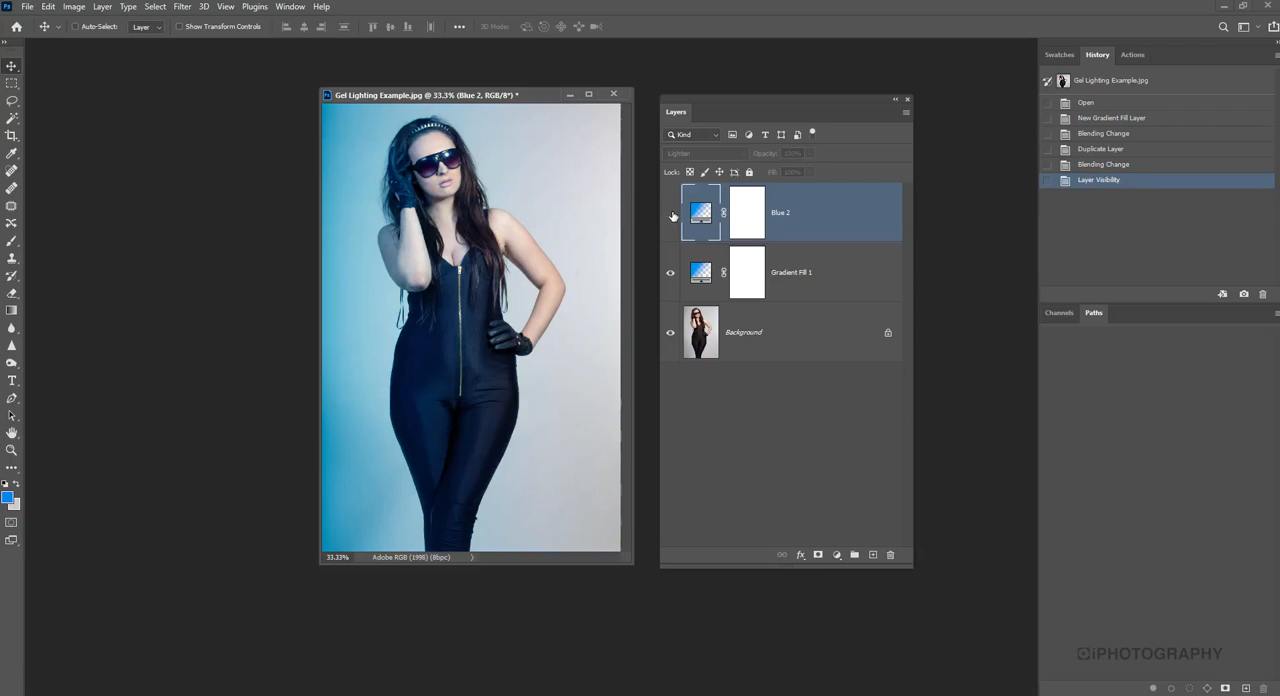 Ps File Edit Image Layer Type Select Filter 3D View Plugins Window Help
Auto-Select: Layer Show Transform Controls ••• 3D Mode:
Gel Lighting Example.jpg @ 33.3% (Blue 2, RGB/8*) *
33.33% Adobe RGB (1998) (8bpc)
Layers
Kind
Lighten Opacity: 100%
Lock: Fill: 100%
Blue 2
Gradient Fill 1
Background
fx
Swatches History Actions
Gel Lighting Example.jpg
Open
New Gradient Fill Layer
Blending Change
Duplicate Layer
Blending Change
Layer Visibility
Channels Paths
iPHOTOGRAPHY